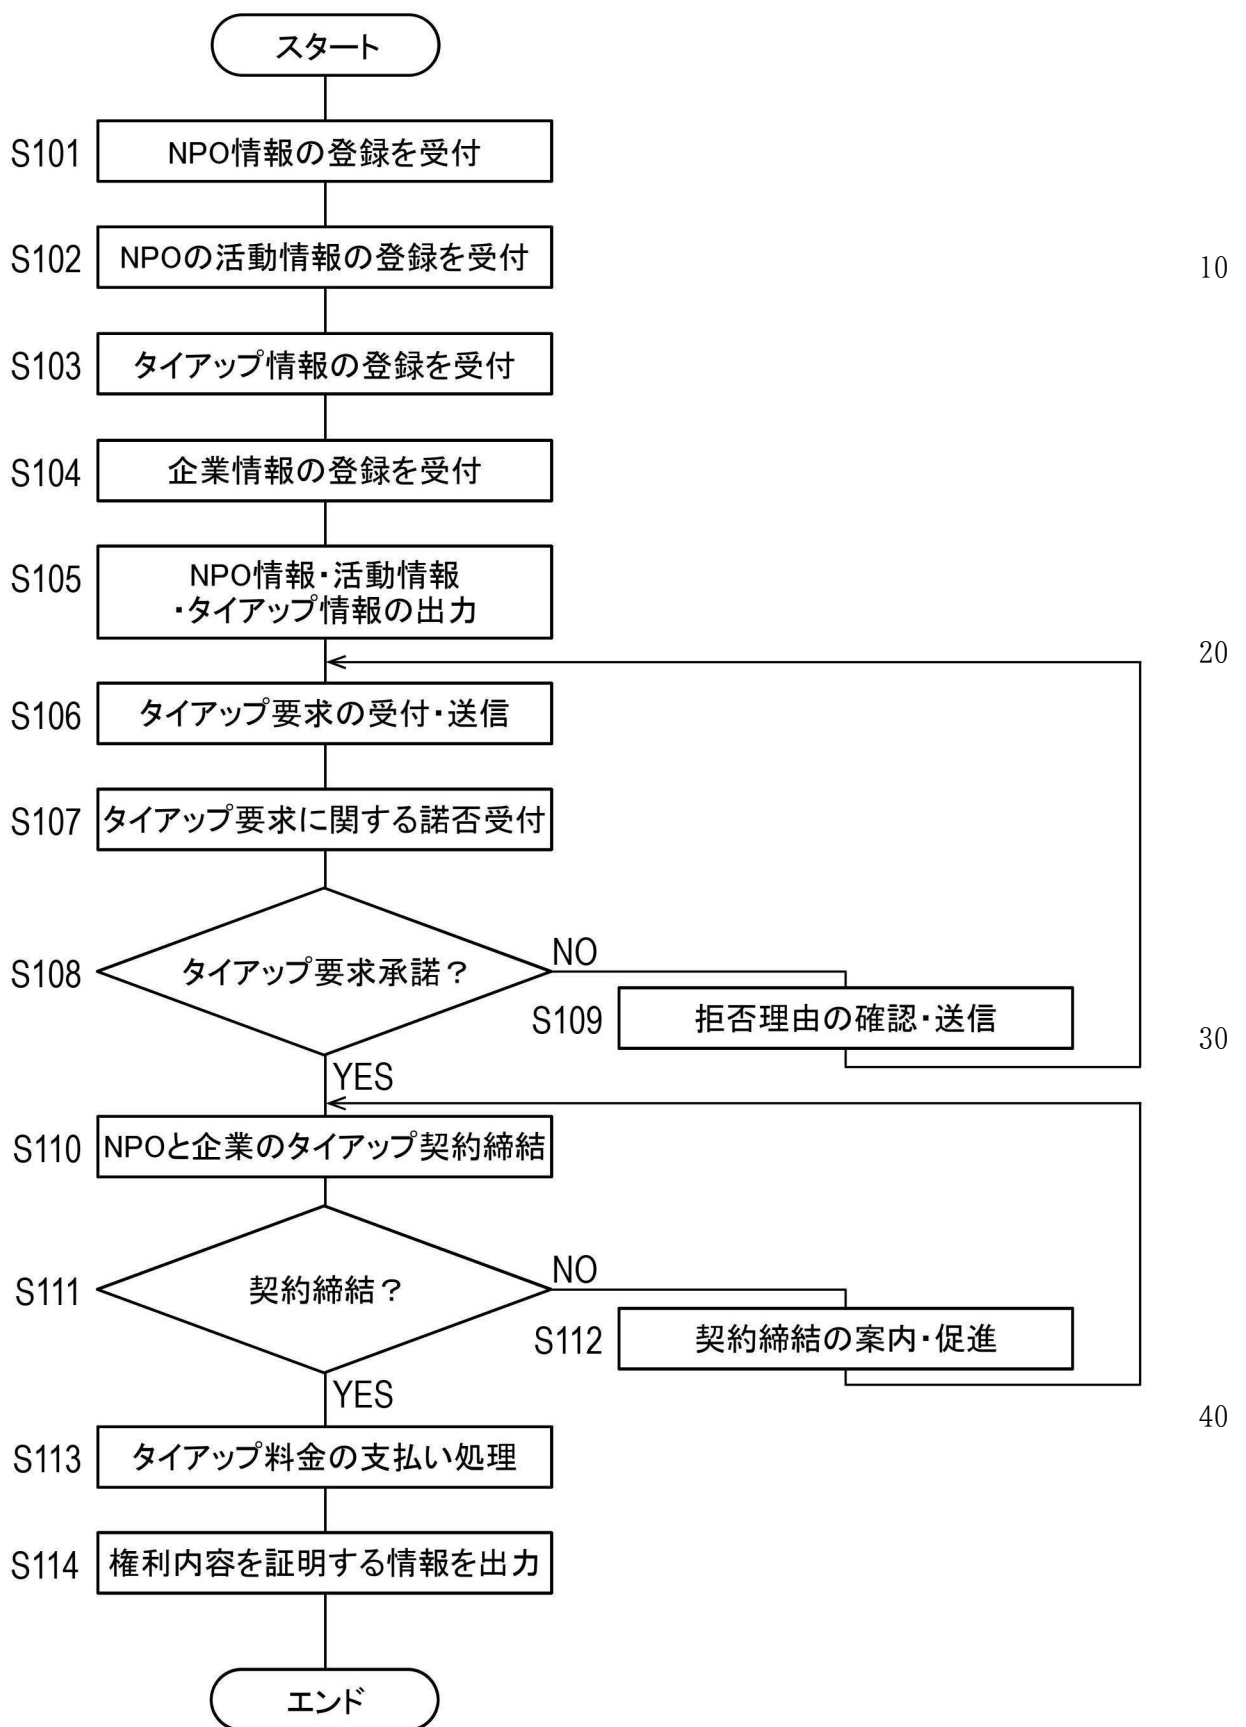 スタート
S101
NPO情報の登録を受付
S102
NPOの活動情報の登録を受付
10
S103
タイアップ情報の登録を受付
S104
企業情報の登録を受付
S105
NPO情報・活動情報
・タイアップ情報の出力
20
S106
タイアップ要求の受付・送信
S107
タイアップ要求に関する諾否受付
S108
タイアップ要求承諾？
NO
S109
拒否理由の確認・送信
30
YES
S110
NPOと企業のタイアップ契約締結
S111
契約締結？
NO
S112
契約締結の案内・促進
YES
40
S113
タイアップ料金の支払い処理
S114
権利内容を証明する情報を出力
エンド